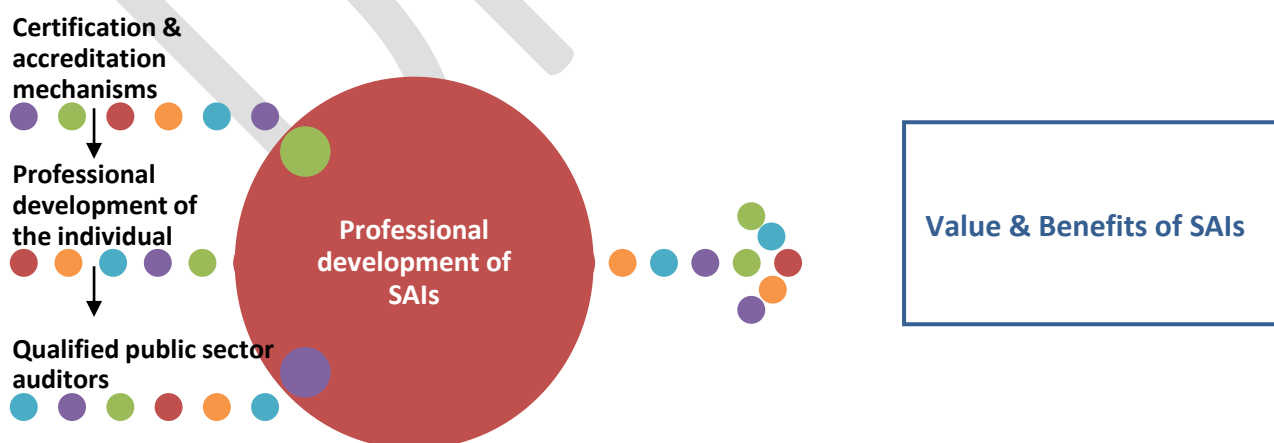 Certification &
accreditation
mechanisms
Professional
development of
the individual
Qualified public sector
auditors
Professional
development of
SAIs
Value & Benefits of SAIs